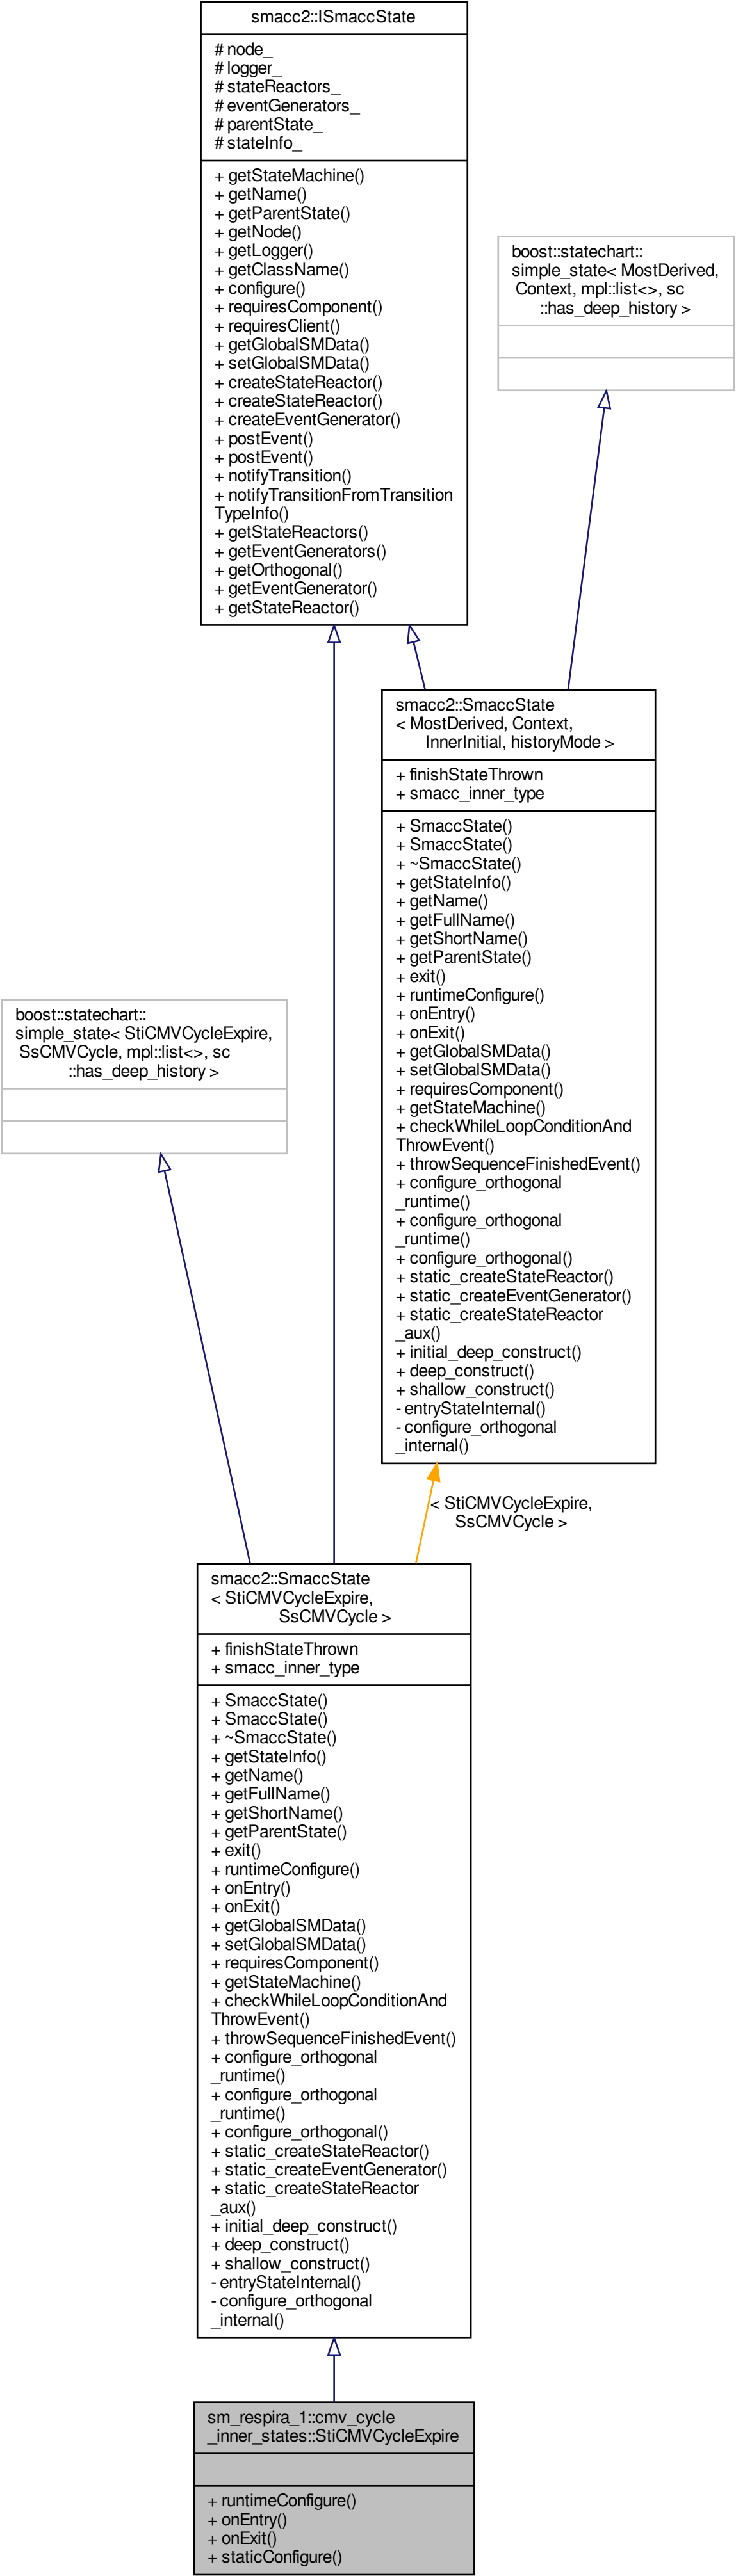 smacc2::ISmaccState
# node_
# logger_
# stateReactors_
# eventGenerators_
# parentState_
# stateInfo_
+ getStateMachine()
+ getName()
+ getParentState()
+ getNode()
+ getLogger()
+ getClassName()
+ configure()
+ requiresComponent()
+ requiresClient()
+ getGlobalSMData()
+ setGlobalSMData()
+ createStateReactor()
+ createStateReactor()
+ createEventGenerator()
+ postEvent()
+ postEvent()
+ notifyTransition()
+ notifyTransitionFromTransition
TypeInfo()
+ getStateReactors()
+ getEventGenerators()
+ getOrthogonal()
+ getEventGenerator()
+ getStateReactor()
boost::statechart::
simple_state< MostDerived,
Context, mpl::list<>, sc
::has_deep_history >
smacc2::SmaccState
< MostDerived, Context,
InnerInitial, historyMode >
+ finishStateThrown
+ smacc_inner_type
+ SmaccState()
+ SmaccState()
+ ~SmaccState()
+ getStateInfo()
+ getName()
+ getFullName()
+ getShortName()
+ getParentState()
+ exit()
+ runtimeConfigure()
+ onEntry()
+ onExit()
+ getGlobalSMData()
+ setGlobalSMData()
+ requiresComponent()
+ getStateMachine()
+ checkWhileLoopConditionAnd
ThrowEvent()
+ throwSequenceFinishedEvent()
+ configure_orthogonal
_runtime()
+ configure_orthogonal
_runtime()
+ configure_orthogonal()
+ static_createStateReactor()
+ static_createEventGenerator()
+ static_createStateReactor
_aux()
+ initial_deep_construct()
+ deep_construct()
+ shallow_construct()
- entryStateInternal()
- configure_orthogonal
_internal()
boost::statechart::
simple_state< StiCMVCycleExpire,
SsCMVCycle, mpl::list<>, sc
::has_deep_history >
< StiCMVCycleExpire,
SsCMVCycle >
smacc2::SmaccState
< StiCMVCycleExpire,
SsCMVCycle >
+ finishStateThrown
+ smacc_inner_type
+ SmaccState()
+ SmaccState()
+ ~SmaccState()
+ getStateInfo()
+ getName()
+ getFullName()
+ getShortName()
+ getParentState()
+ exit()
+ runtimeConfigure()
+ onEntry()
+ onExit()
+ getGlobalSMData()
+ setGlobalSMData()
+ requiresComponent()
+ getStateMachine()
+ checkWhileLoopConditionAnd
ThrowEvent()
+ throwSequenceFinishedEvent()
+ configure_orthogonal
_runtime()
+ configure_orthogonal
_runtime()
+ configure_orthogonal()
+ static_createStateReactor()
+ static_createEventGenerator()
+ static_createStateReactor
_aux()
+ initial_deep_construct()
+ deep_construct()
+ shallow_construct()
- entryStateInternal()
- configure_orthogonal
_internal()
sm_respira_1::cmv_cycle
_inner_states::StiCMVCycleExpire
+ runtimeConfigure()
+ onEntry()
+ onExit()
+ staticConfigure()